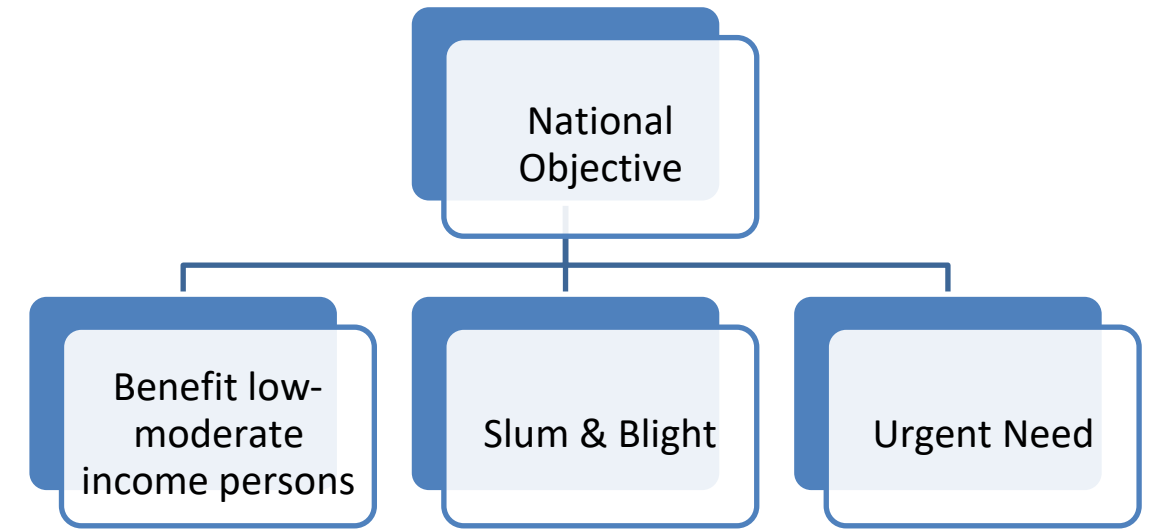 National
Objective
Benefit low-
moderate
income persons
Slum & Blight
Urgent Need